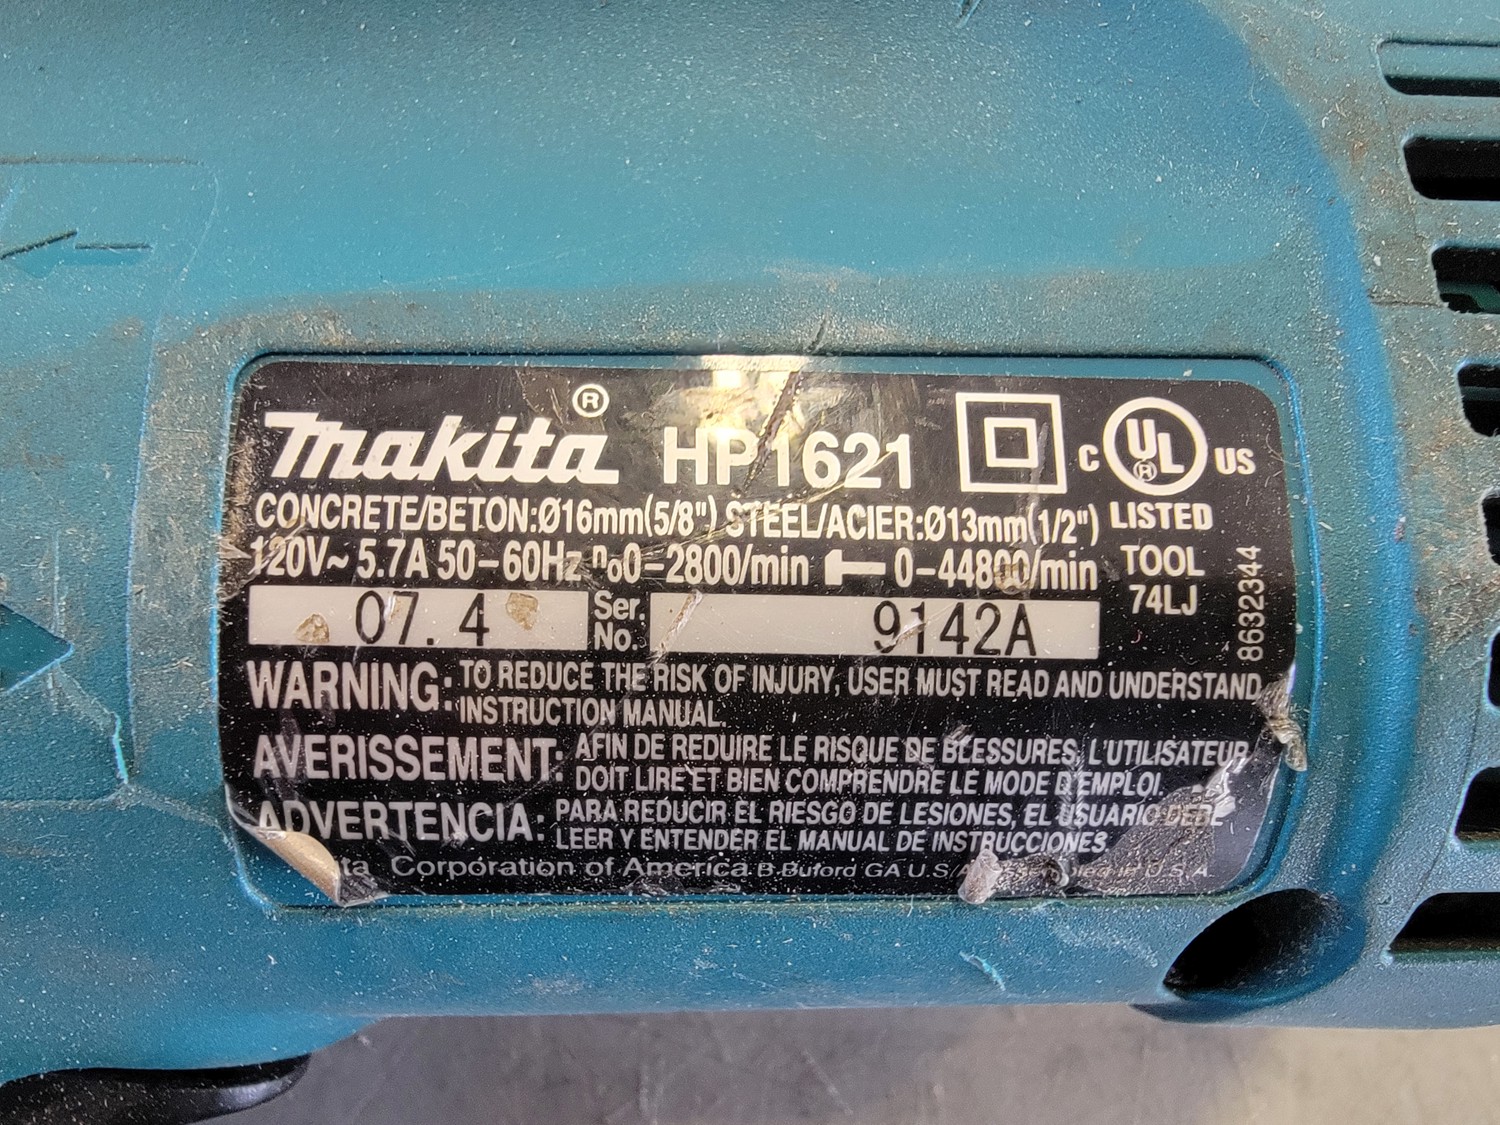 makita ® HP1621 C UL ® US
CONCRETE/BETON:Ø16mm(5/8") STEEL/ACIER:Ø13mm(1/2") LISTED
120V~ 5.7A 50-60Hz n₀0-2800/min 0-44800/min TOOL
07.4 Ser. No. 9142A 74LJ
8632344
WARNING: TO REDUCE THE RISK OF INJURY, USER MUST READ AND UNDERSTAND
INSTRUCTION MANUAL.
AVERISSEMENT: AFIN DE REDUIRE LE RISQUE DE BLESSURES, L'UTILISATEUR
DOIT LIRE ET BIEN COMPRENDRE LE MODE D'EMPLOI.
ADVERTENCIA: PARA REDUCIR EL RIESGO DE LESIONES, EL USUARIO DEBE
LEER Y ENTENDER EL MANUAL DE INSTRUCCIONES
Corporation of America B Buford GA U.S.A. Assembled in U.S.A.